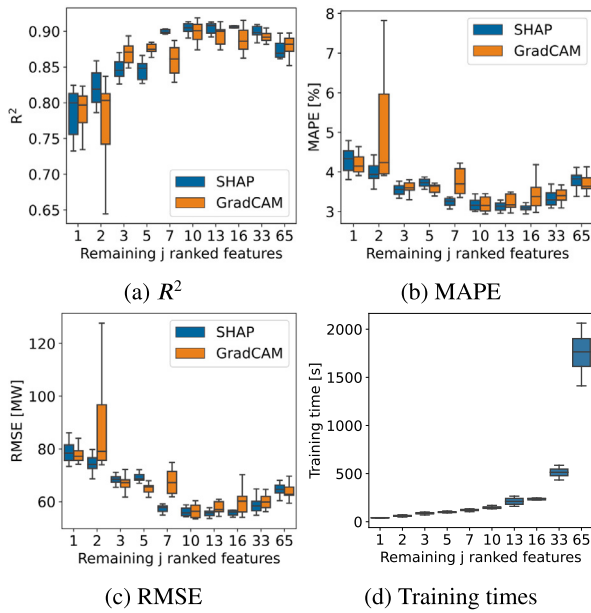 0.90
0.85
0.80
0.75
0.70
0.65
R²
SHAP
GradCAM
1 2 3 5 7 10 13 16 33 65
Remaining j ranked features
(a) R²
8
7
6
5
4
3
MAPE [%]
SHAP
GradCAM
1 2 3 5 7 10 13 16 33 65
Remaining j ranked features
(b) MAPE
120
100
80
60
RMSE [MW]
SHAP
GradCAM
1 2 3 5 7 10 13 16 33 65
Remaining j ranked features
(c) RMSE
2000
1500
1000
500
0
Training time [s]
1 2 3 5 7 10 13 16 33 65
Remaining j ranked features
(d) Training times